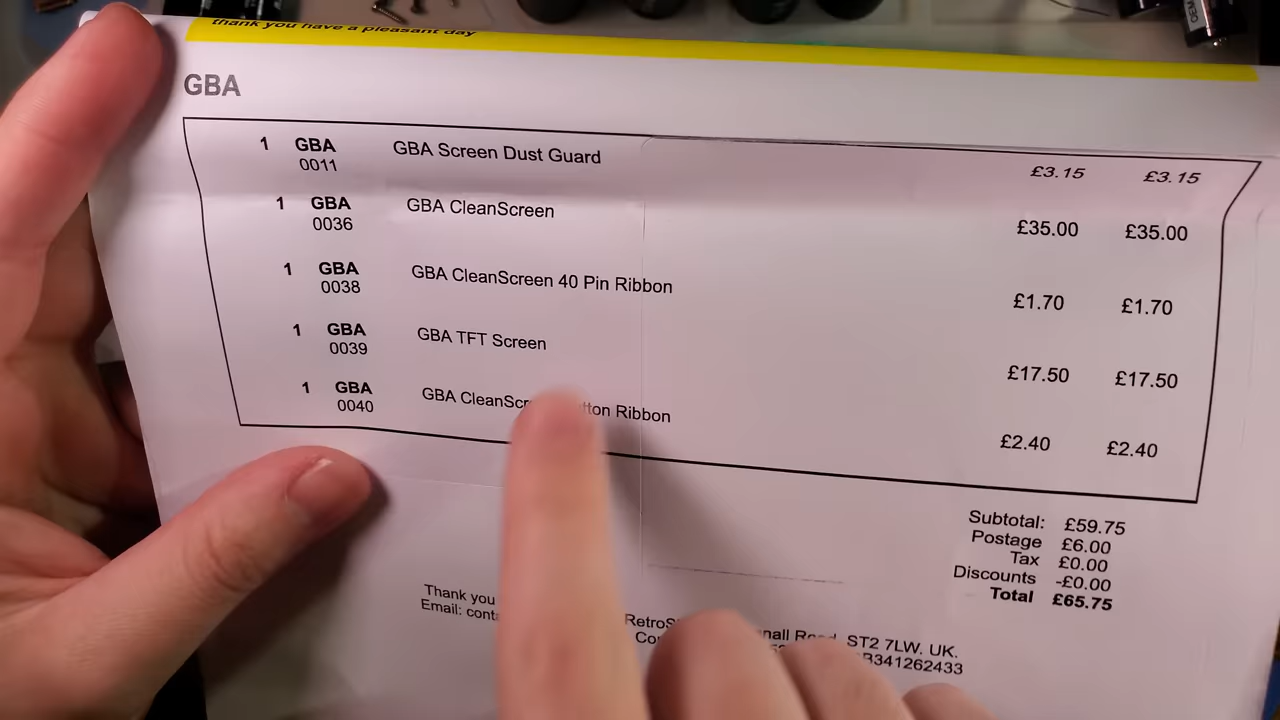 thank you have a pleasant day
GBA
1 GBA 0011 GBA Screen Dust Guard £3.15 £3.15
1 GBA 0036 GBA CleanScreen £35.00 £35.00
1 GBA 0038 GBA CleanScreen 40 Pin Ribbon £1.70 £1.70
1 GBA 0039 GBA TFT Screen £17.50 £17.50
1 GBA 0040 GBA Ribbon £2.40 £2.40
Subtotal: £59.75
Postage £6.00
Tax £0.00
Discounts -£0.00
Total £65.75
Thank you ST2 7LW. UK.
Email: